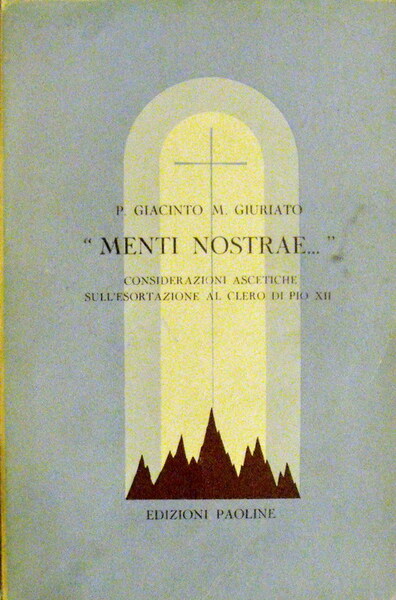 P. GIACINTO M. GIURIATO
“ MENTI NOSTRAE... ”
CONSIDERAZIONI ASCETICHE
SULL'ESORTAZIONE AL CLERO DI PIO XII
EDIZIONI PAOLINE